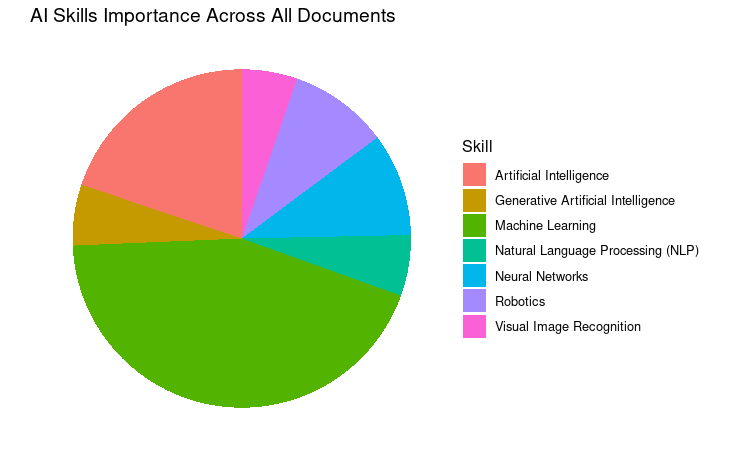 AI Skills Importance Across All Documents
Skill
Artificial Intelligence
Generative Artificial Intelligence
Machine Learning
Natural Language Processing (NLP)
Neural Networks
Robotics
Visual Image Recognition